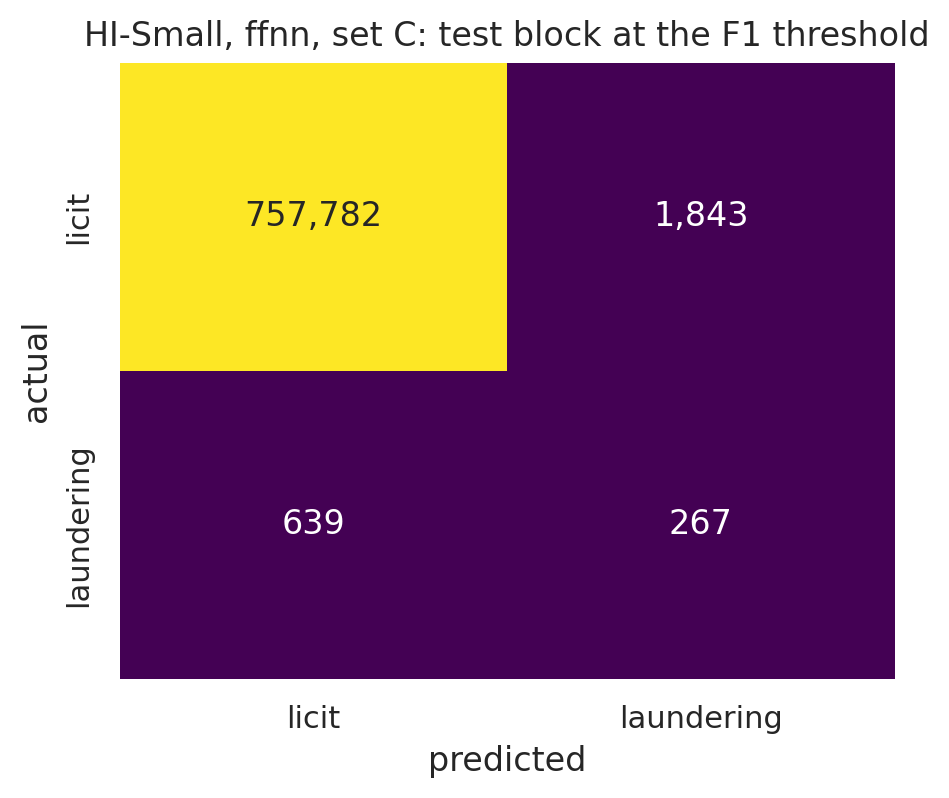 HI-Small, ffnn, set C: test block at the F1 threshold
licit
757,782
1,843
actual
laundering
639
267
licit
laundering
predicted